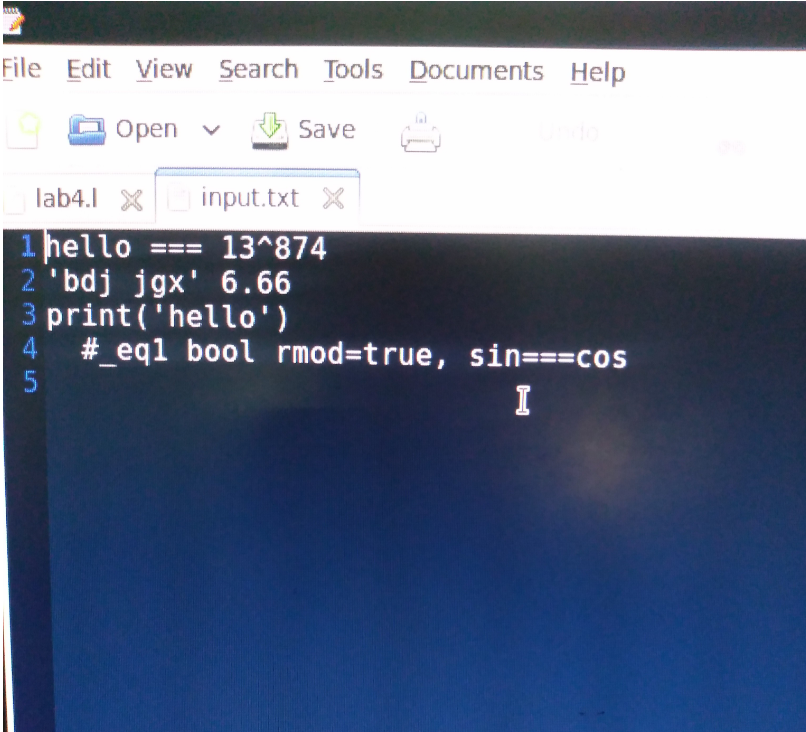 File Edit View Search Tools Documents Help
Open Save Undo
lab4.l input.txt
1 hello === 13^874
2 'bdj jgx' 6.66
3 print('hello')
4 #_eq1 bool rmod=true, sin===cos
5